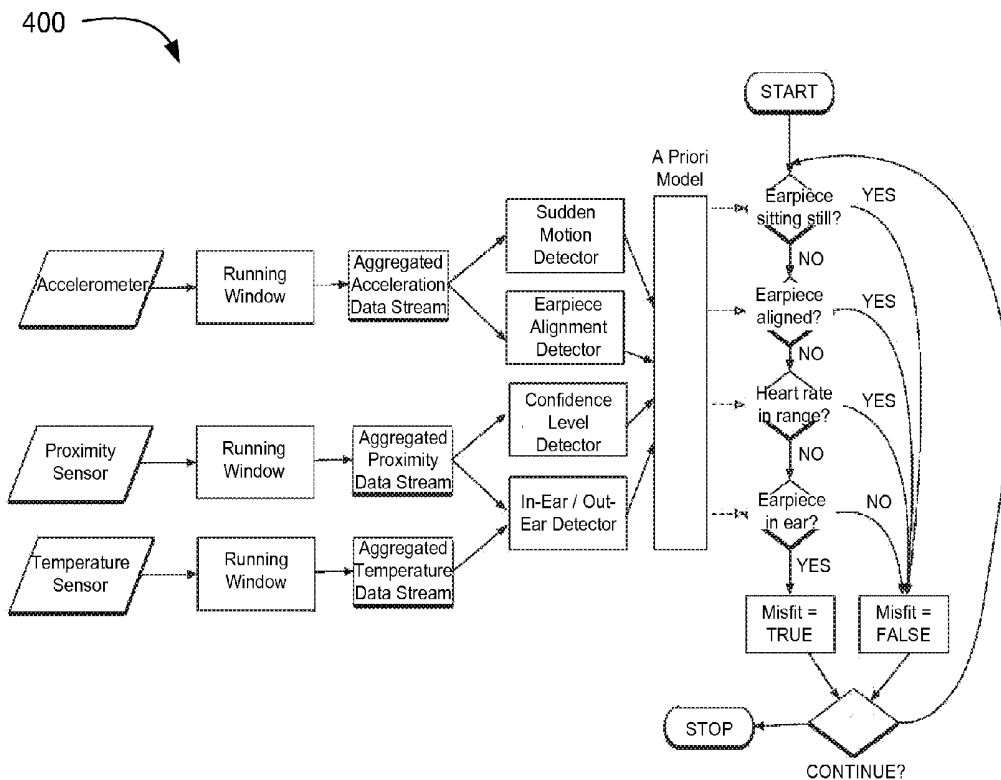 400
START
A Priori
Model
Earpiece
sitting still?
YES
NO
Sudden
Motion
Detector
Accelerometer
Running
Window
Aggregated
Acceleration
Data Stream
Earpiece
Alignment
Detector
Earpiece
aligned?
YES
NO
Confidence
Level
Detector
Heart rate
in range?
YES
NO
Proximity
Sensor
Running
Window
Aggregated
Proximity
Data Stream
In-Ear / Out-
Ear Detector
Earpiece
in ear?
NO
YES
Temperature
Sensor
Running
Window
Aggregated
Temperature
Data Stream
Misfit =
TRUE
Misfit =
FALSE
STOP
CONTINUE?